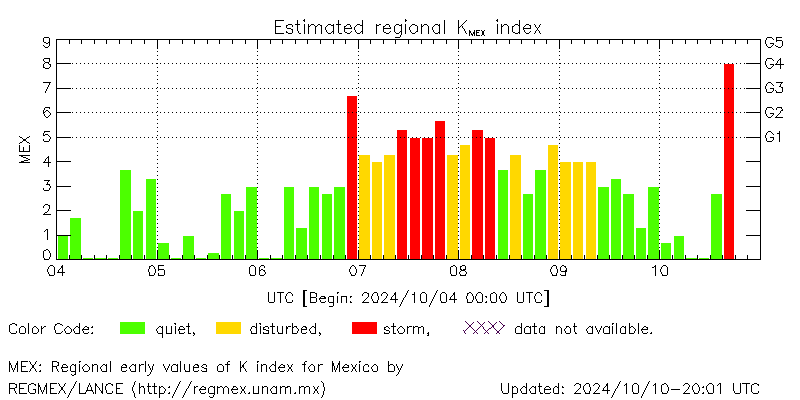 Estimated regional KMEX index
9 G5
8 G4
7 G3
6 G2
5 G1
4
3
2
1
0
MEX
04 05 06 07 08 09 10
UTC [Begin: 2024/10/04 00:00 UTC]
Color Code: quiet, disturbed, storm, data not available.
MEX: Regional early values of K index for Mexico by
REGMEX/LANCE (http://regmex.unam.mx) Updated: 2024/10/10-20:01 UTC